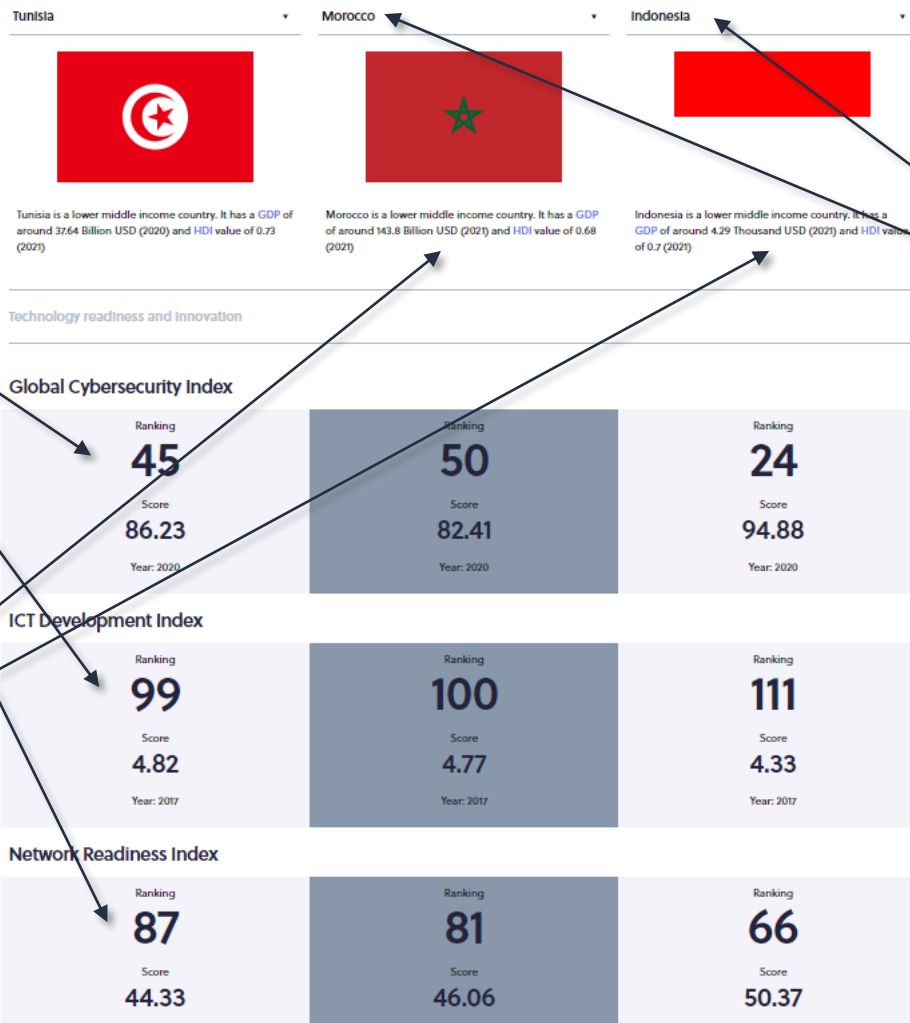 Tunisia
Morocco
Indonesia
Tunisia is a lower middle income country. It has a GDP of
around 37.64 Billion USD (2020) and HDI value of 0.73
(2021)
Morocco is a lower middle income country. It has a GDP
of around 143.8 Billion USD (2021) and HDI value of 0.68
(2021)
Indonesia is a lower middle income country. It has a
GDP of around 4.29 Thousand USD (2021) and HDI value
of 0.7 (2021)
Technology readiness and Innovation
Global Cybersecurity Index
Ranking Ranking Ranking
45 50 24
Score Score Score
86.23 82.41 94.88
Year: 2020 Year: 2020 Year: 2020
ICT Development Index
Ranking Ranking Ranking
99 100 111
Score Score Score
4.82 4.77 4.33
Year: 2017 Year: 2017 Year: 2017
Network Readiness Index
Ranking Ranking Ranking
87 81 66
Score Score Score
44.33 46.06 50.37